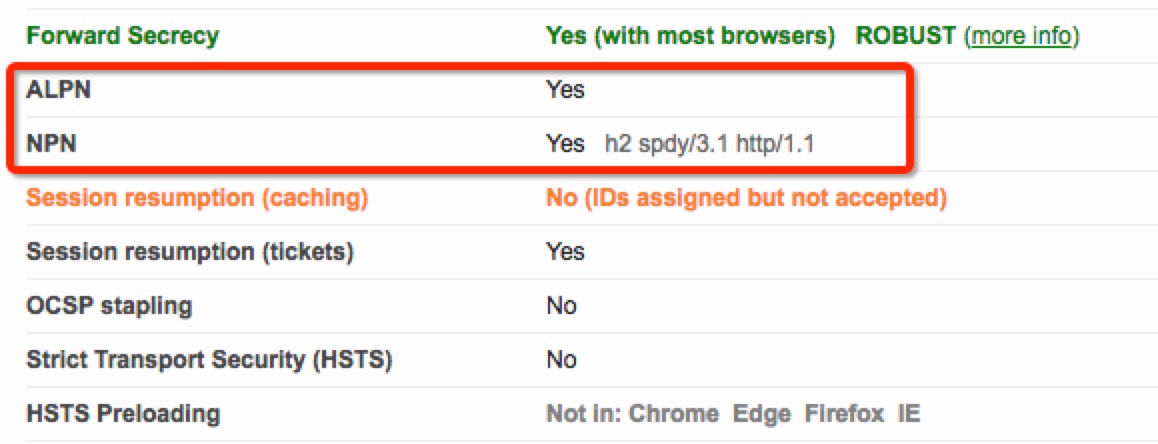 Forward Secrecy Yes (with most browsers) ROBUST (more info)
ALPN Yes
NPN Yes h2 spdy/3.1 http/1.1
Session resumption (caching) No (IDs assigned but not accepted)
Session resumption (tickets) Yes
OCSP stapling No
Strict Transport Security (HSTS) No
HSTS Preloading Not in: Chrome Edge Firefox IE